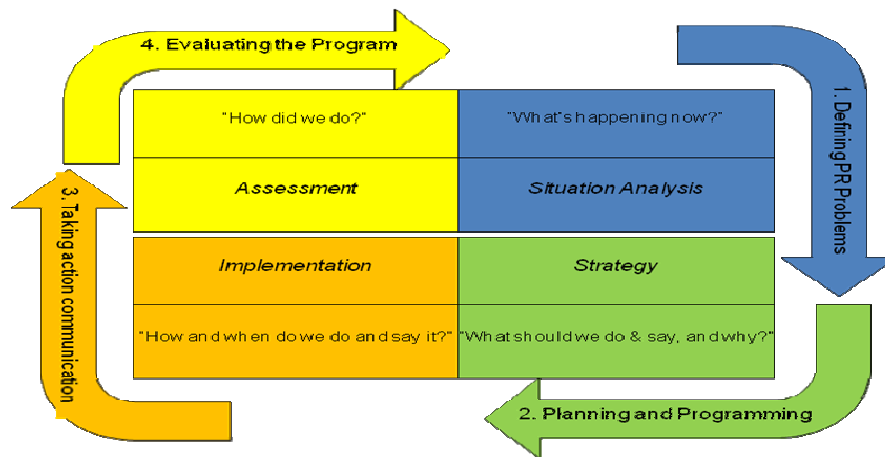 4. Evaluating the Program
"How did we do?"
"What's happening now?"
1. Defining PR Problems
Assessment
Situation Analysis
3. Taking action communication
Implementation
Strategy
"How and when do we do and say it?"
"What should we do & say, and why?"
2. Planning and Programming